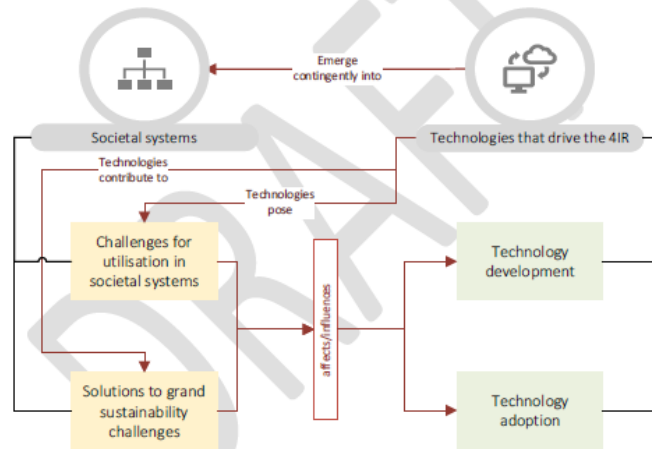 Emerge
contingently into
Societal systems
Technologies that drive the 4IR
Technologies
contribute to
Technologies
pose
Challenges for
utilisation in
societal systems
affects/influences
Technology
development
Solutions to grand
sustainability
challenges
Technology
adoption
DRAFT